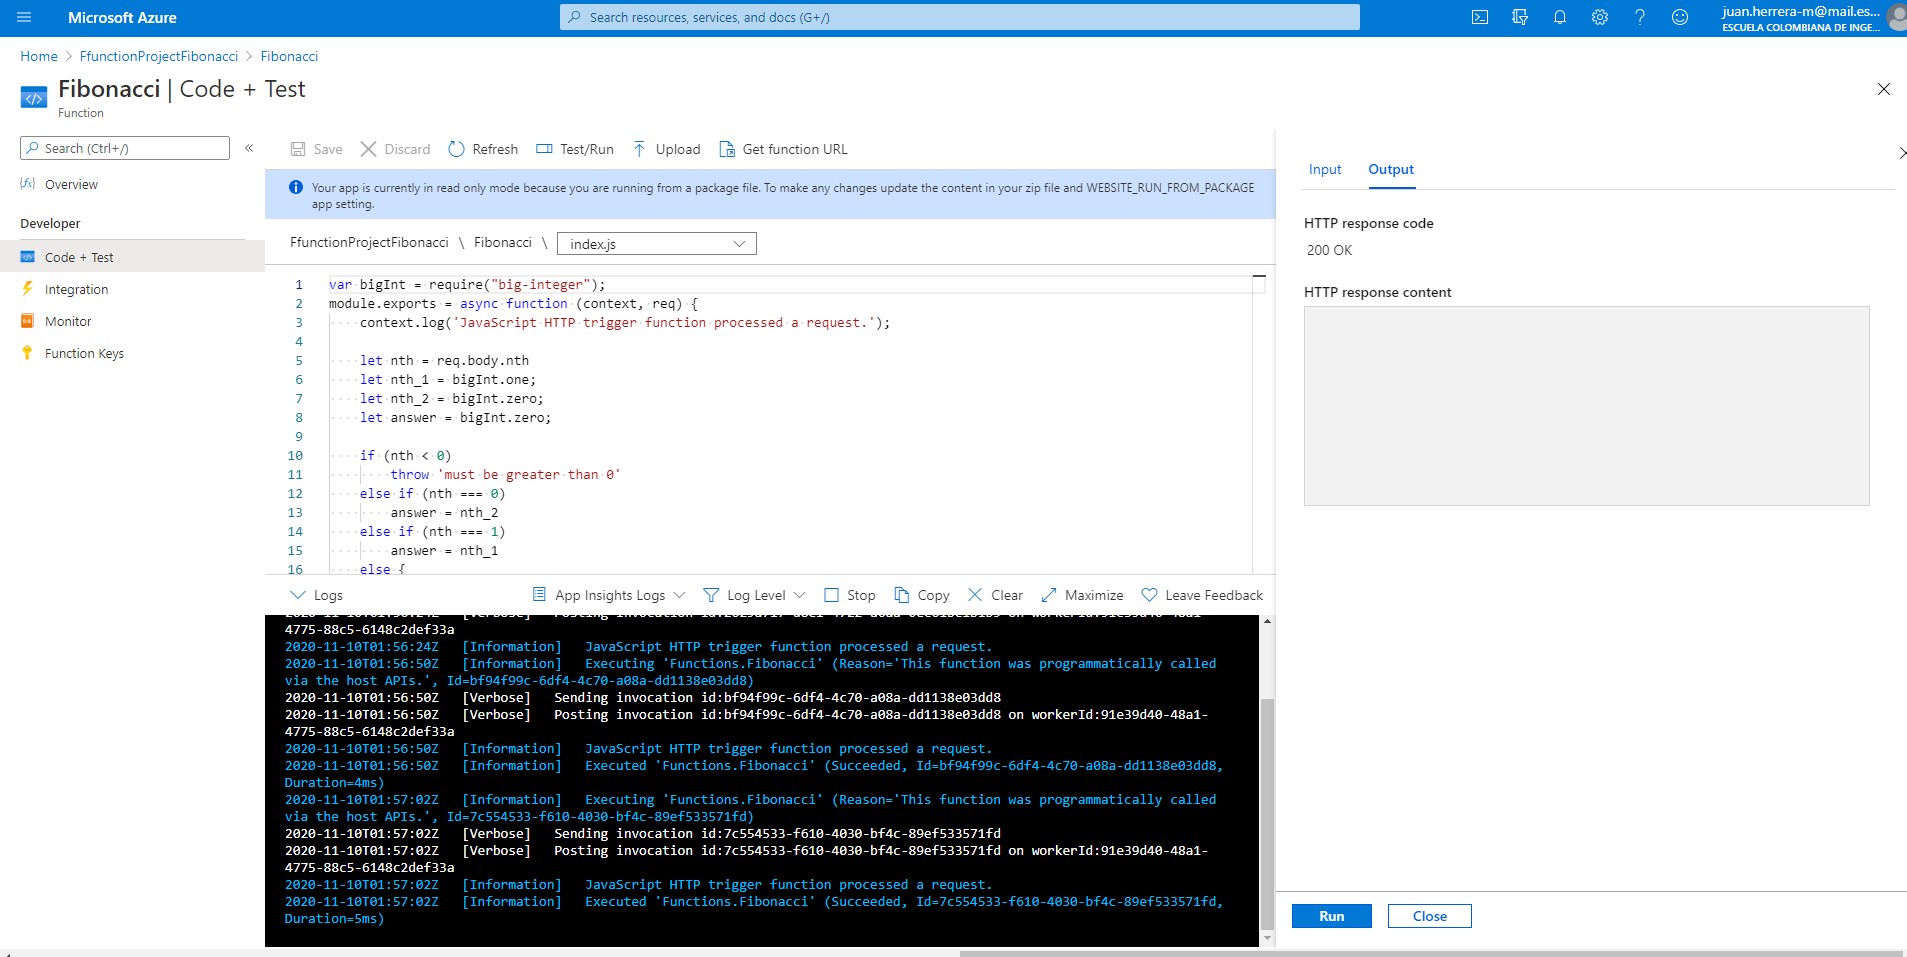 Microsoft Azure
Search resources, services, and docs (G+/)
juan.herrera-m@mail.es...
ESCUELA COLOMBIANA DE INGE...
Home > FfunctionProjectFibonacci > Fibonacci
Fibonacci | Code + Test
Function
Search (Ctrl+/)
Overview
Developer
Code + Test
Integration
Monitor
Function Keys
Save
Discard
Refresh
Test/Run
Upload
Get function URL
Your app is currently in read only mode because you are running from a package file. To make any changes update the content in your zip file and WEBSITE_RUN_FROM_PACKAGE
app setting.
FfunctionProjectFibonacci \ Fibonacci \ index.js
1 var bigInt = require("big-integer");
2 module.exports = async function (context, req) {
3 context.log('JavaScript HTTP trigger function processed a request.');
4
5 let nth = req.body.nth
6 let nth_1 = bigInt.one;
7 let nth_2 = bigInt.zero;
8 let answer = bigInt.zero;
9
10 if (nth < 0)
11 throw 'must be greater than 0'
12 else if (nth === 0)
13 answer = nth_2
14 else if (nth === 1)
15 answer = nth_1
16 else {
Logs
App Insights Logs
Log Level
Stop
Copy
Clear
Maximize
Leave Feedback
4775-88c5-6148c2def33a
2020-11-10T01:56:24Z [Information] JavaScript HTTP trigger function processed a request.
2020-11-10T01:56:50Z [Information] Executing 'Functions.Fibonacci' (Reason='This function was programmatically called
via the host APIs.', Id=bf94f99c-6df4-4c70-a08a-dd1138e03dd8)
2020-11-10T01:56:50Z [Verbose] Sending invocation id:bf94f99c-6df4-4c70-a08a-dd1138e03dd8
2020-11-10T01:56:50Z [Verbose] Posting invocation id:bf94f99c-6df4-4c70-a08a-dd1138e03dd8 on workerId:91e39d40-48a1-
4775-88c5-6148c2def33a
2020-11-10T01:56:50Z [Information] JavaScript HTTP trigger function processed a request.
2020-11-10T01:56:50Z [Information] Executed 'Functions.Fibonacci' (Succeeded, Id=bf94f99c-6df4-4c70-a08a-dd1138e03dd8,
Duration=4ms)
2020-11-10T01:57:02Z [Information] Executing 'Functions.Fibonacci' (Reason='This function was programmatically called
via the host APIs.', Id=7c554533-f610-4030-bf4c-89ef533571fd)
2020-11-10T01:57:02Z [Verbose] Sending invocation id:7c554533-f610-4030-bf4c-89ef533571fd
2020-11-10T01:57:02Z [Verbose] Posting invocation id:7c554533-f610-4030-bf4c-89ef533571fd on workerId:91e39d40-48a1-
4775-88c5-6148c2def33a
2020-11-10T01:57:02Z [Information] JavaScript HTTP trigger function processed a request.
2020-11-10T01:57:02Z [Information] Executed 'Functions.Fibonacci' (Succeeded, Id=7c554533-f610-4030-bf4c-89ef533571fd,
Duration=5ms)
Input
Output
HTTP response code
200 OK
HTTP response content
Run
Close